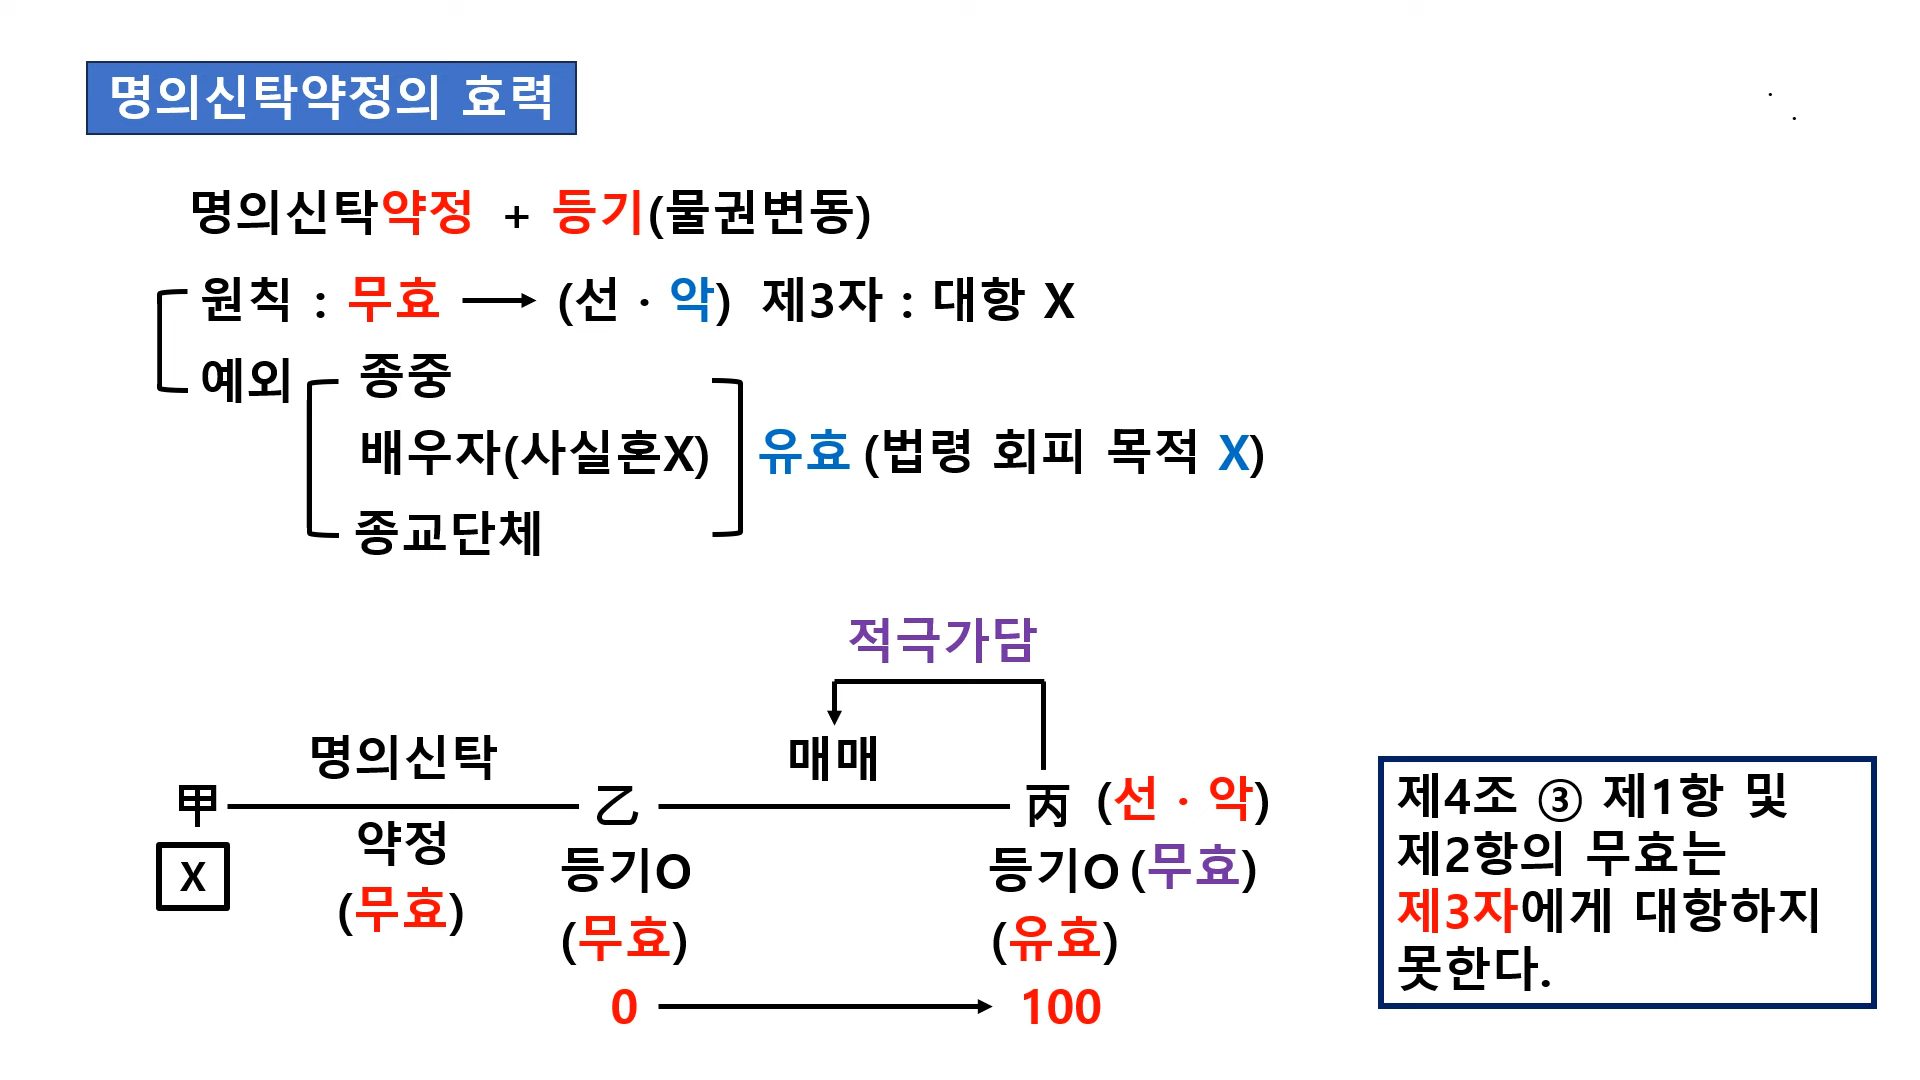 명의신탁약정의 효력
명의신탁약정 + 등기(물권변동)
원칙 : 무효 (선 · 악) 제3자 : 대항 X
예외
종중
배우자(사실혼X)
종교단체
유효 (법령 회피 목적 X)
적극가담
명의신탁
매매
甲
乙
丙 (선 · 악)
X
약정
(무효)
등기O
(무효)
등기O (무효)
(유효)
0
100
제4조 ③ 제1항 및
제2항의 무효는
제3자에게 대항하지
못한다.